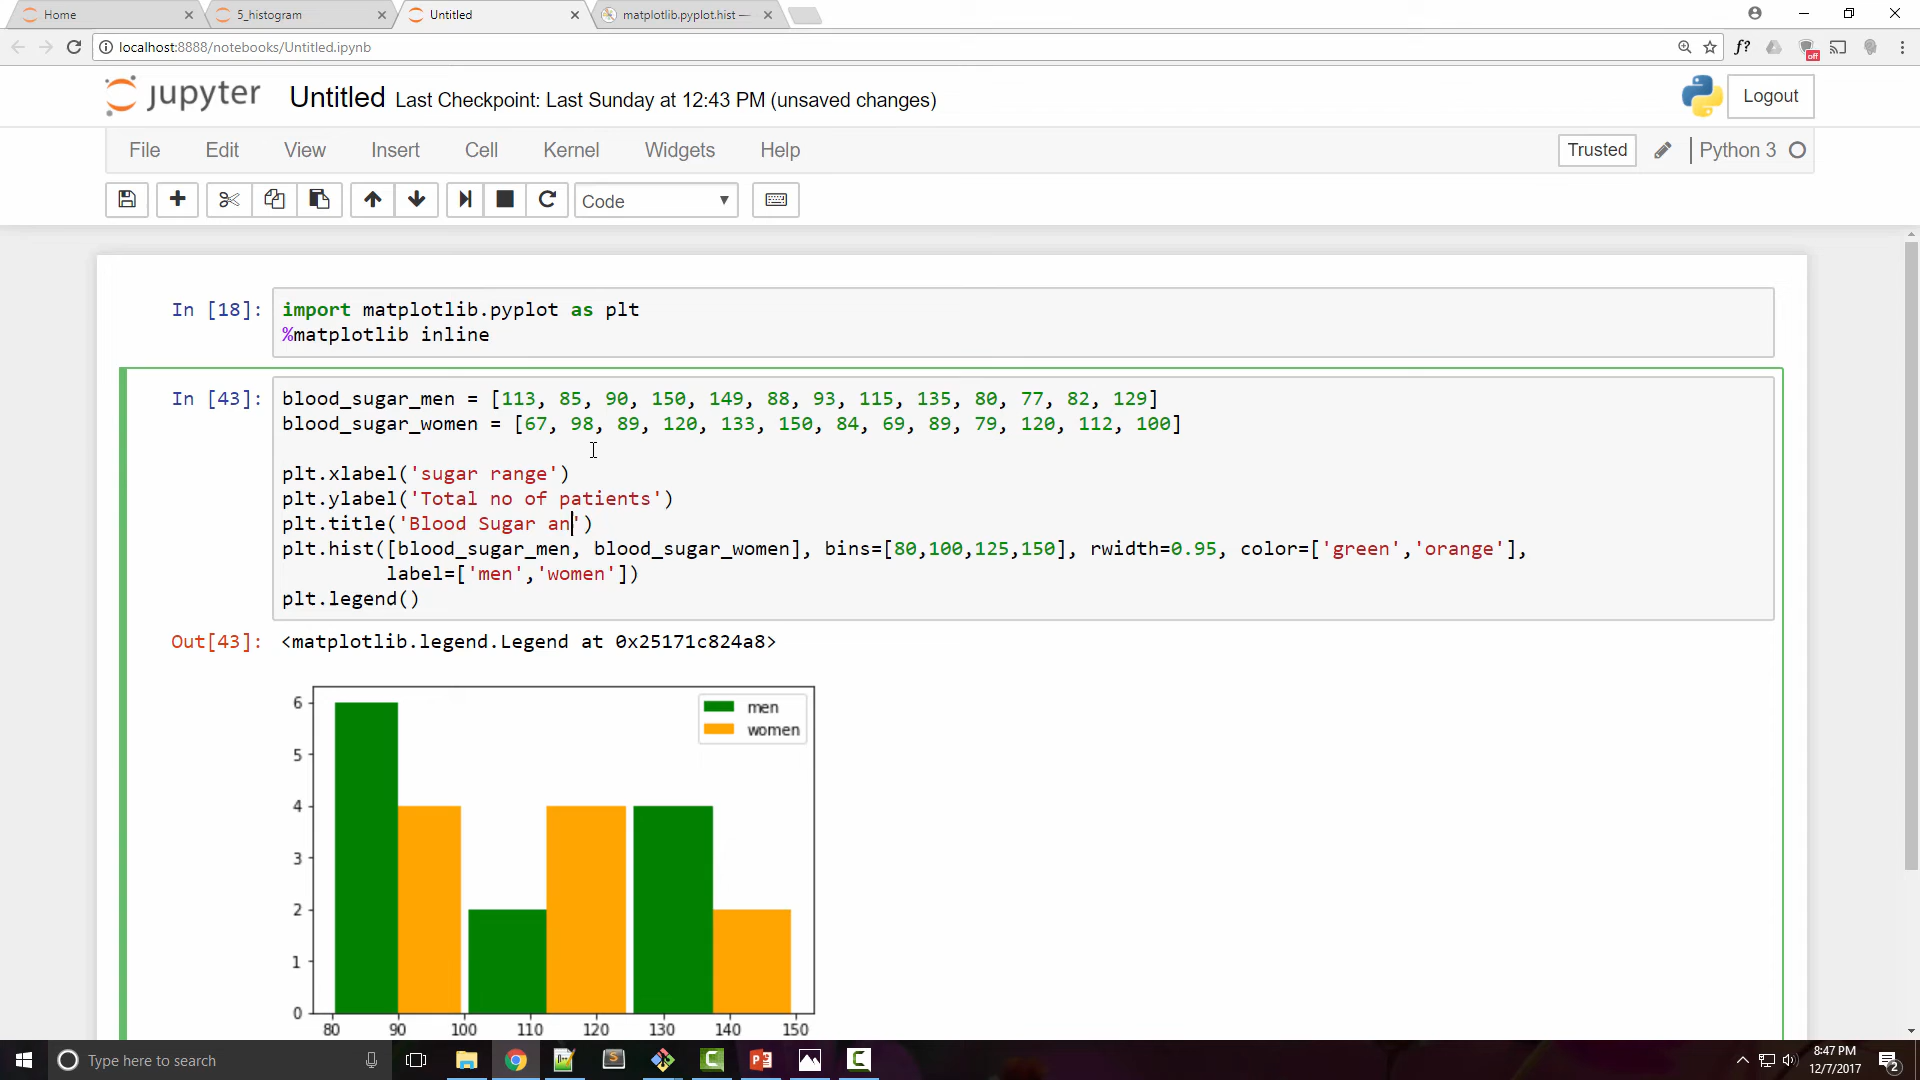 Home
5_histogram
Untitled
matplotlib.pyplot.hist —
localhost:8888/notebooks/Untitled.ipynb
f?
off
jupyter
Untitled Last Checkpoint: Last Sunday at 12:43 PM (unsaved changes)
Logout
File Edit View Insert Cell Kernel Widgets Help
Trusted
Python 3
Code
In [18]:
import matplotlib.pyplot as plt
%matplotlib inline
In [43]:
blood_sugar_men = [113, 85, 90, 150, 149, 88, 93, 115, 135, 80, 77, 82, 129]
blood_sugar_women = [67, 98, 89, 120, 133, 150, 84, 69, 89, 79, 120, 112, 100]
plt.xlabel('sugar range')
plt.ylabel('Total no of patients')
plt.title('Blood Sugar an')
plt.hist([blood_sugar_men, blood_sugar_women], bins=[80,100,125,150], rwidth=0.95, color=['green','orange'],
label=['men','women'])
plt.legend()
Out[43]:
<matplotlib.legend.Legend at 0x25171c824a8>
men
women
6
5
4
3
2
1
0
80 90 100 110 120 130 140 150
Type here to search
8:47 PM
12/7/2017
2